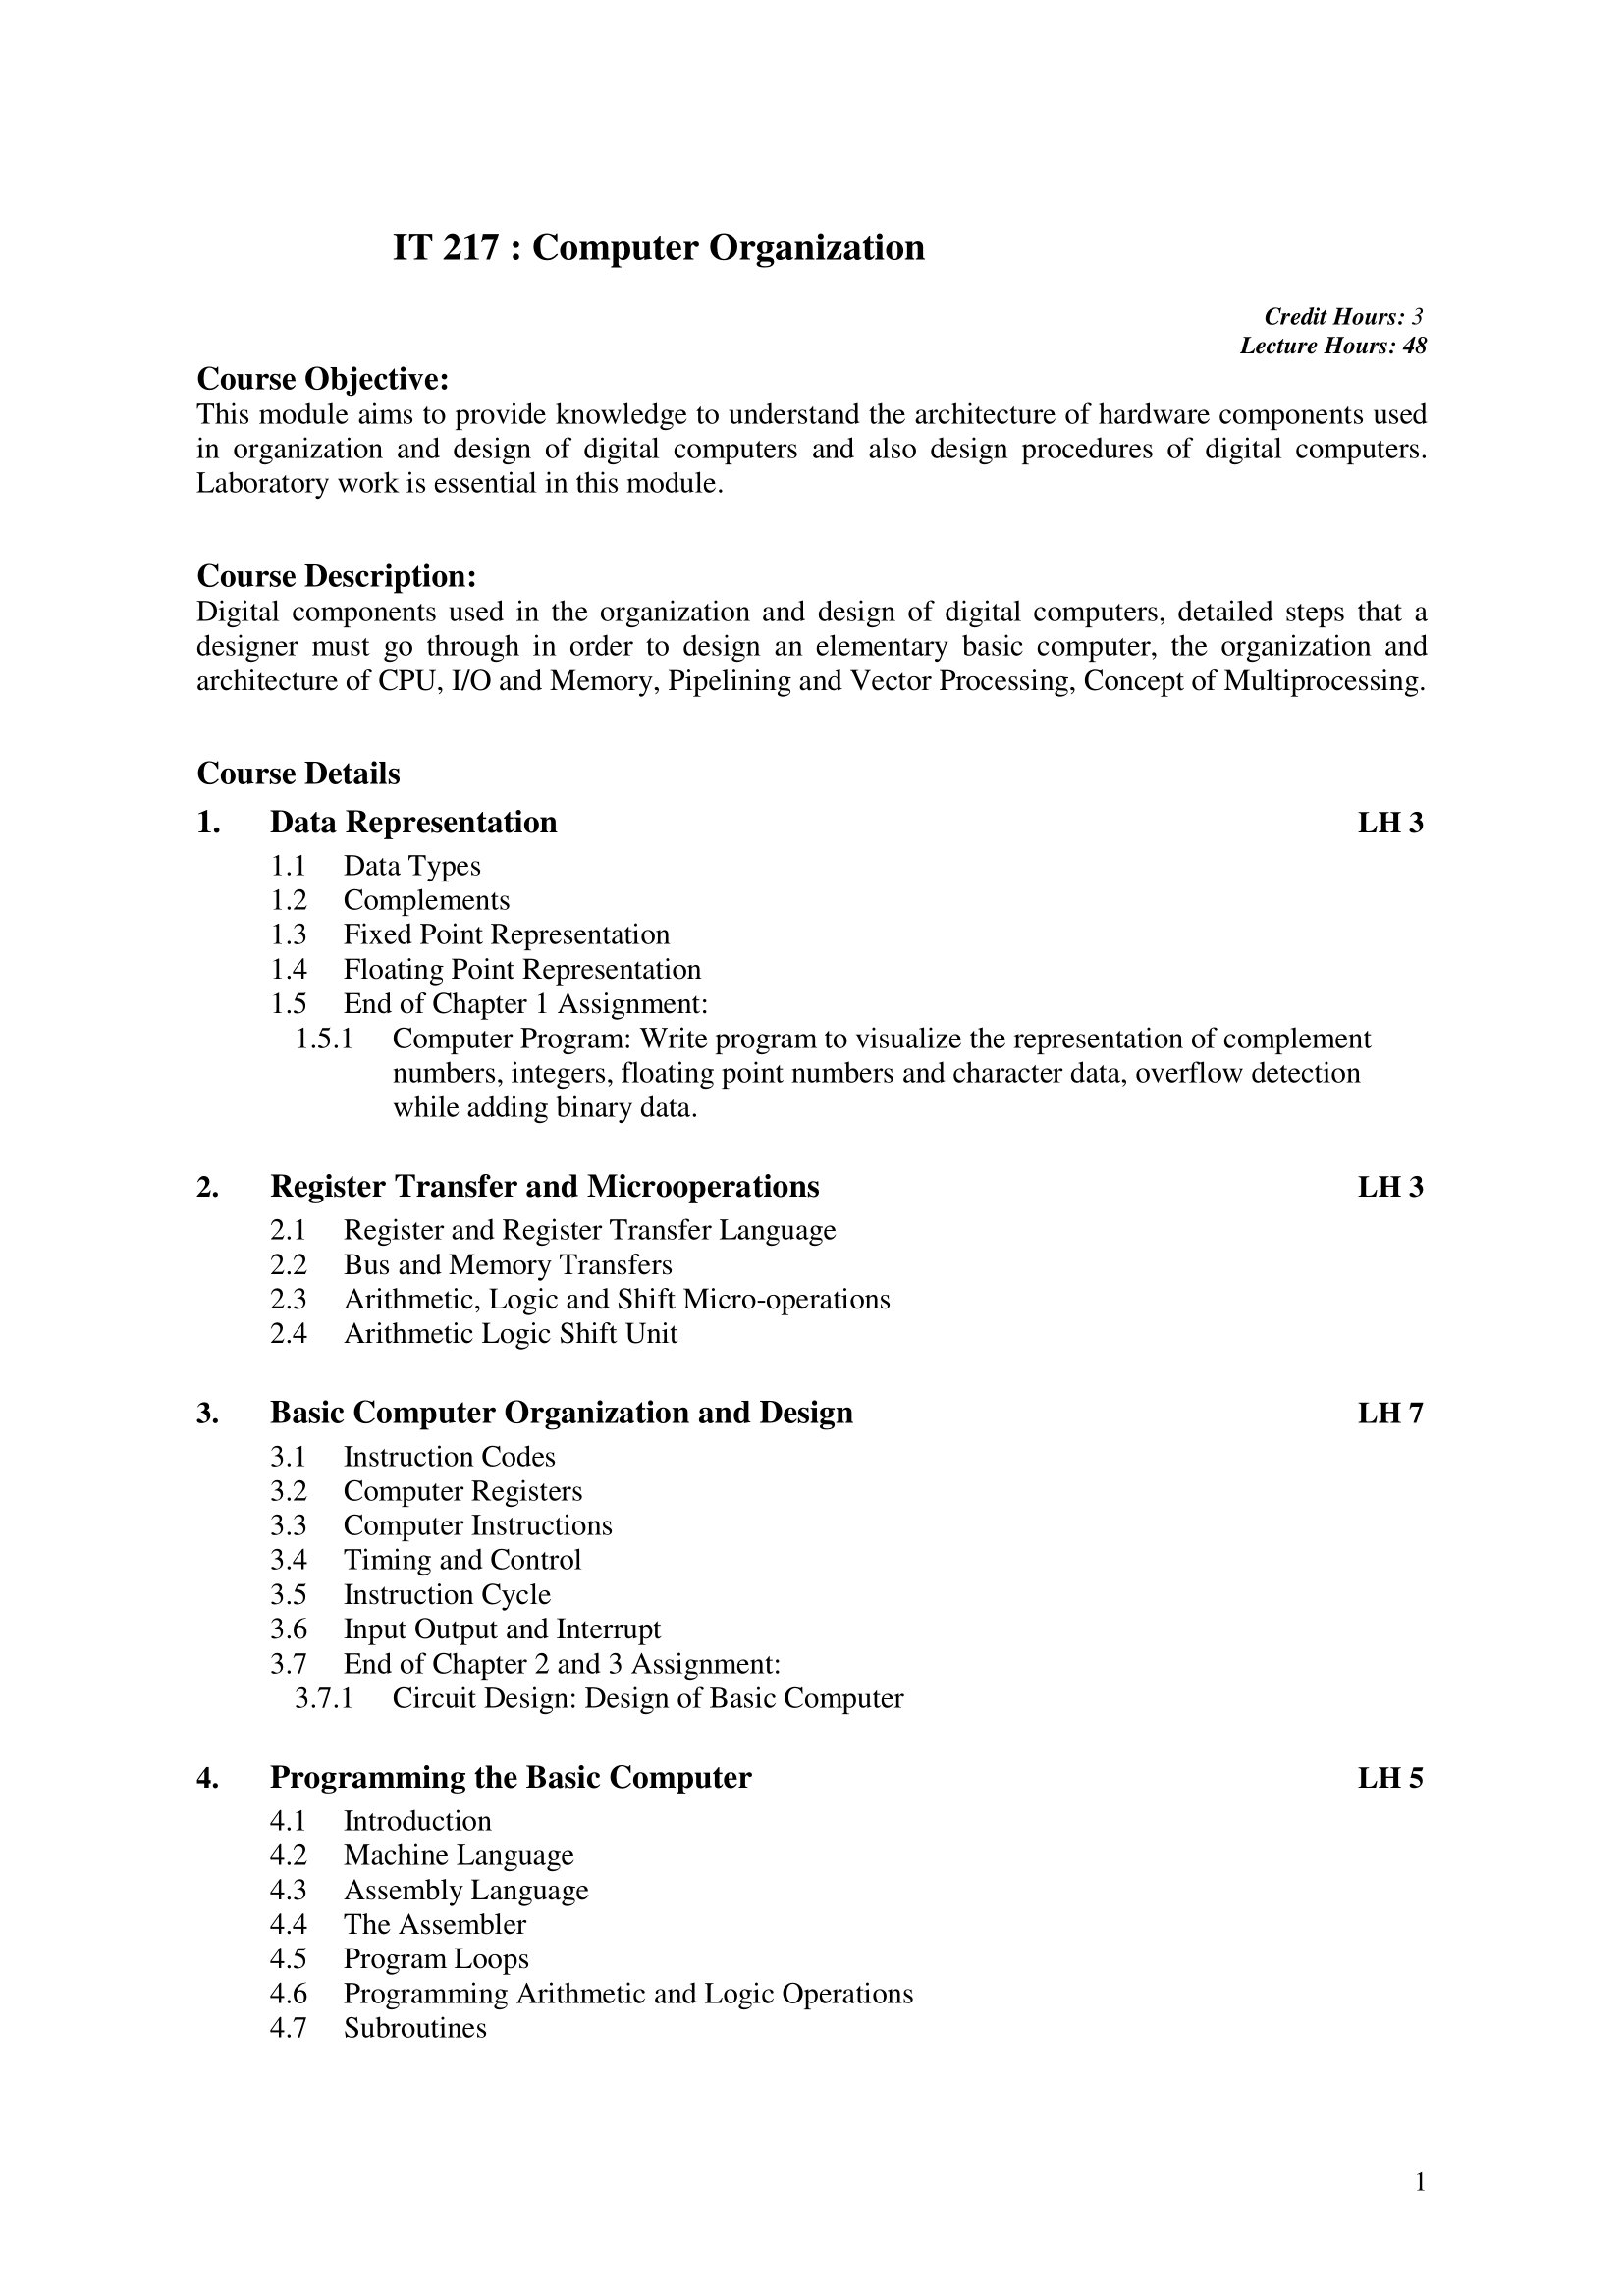 IT 217 : Computer Organization
Credit Hours: 3
Lecture Hours: 48
Course Objective:
This module aims to provide knowledge to understand the architecture of hardware components used
in organization and design of digital computers and also design procedures of digital computers.
Laboratory work is essential in this module.
Course Description:
Digital components used in the organization and design of digital computers, detailed steps that a
designer must go through in order to design an elementary basic computer, the organization and
architecture of CPU, I/O and Memory, Pipelining and Vector Processing, Concept of Multiprocessing.
Course Details
1. Data Representation LH 3
1.1 Data Types
1.2 Complements
1.3 Fixed Point Representation
1.4 Floating Point Representation
1.5 End of Chapter 1 Assignment:
1.5.1 Computer Program: Write program to visualize the representation of complement
numbers, integers, floating point numbers and character data, overflow detection
while adding binary data.
2. Register Transfer and Microoperations LH 3
2.1 Register and Register Transfer Language
2.2 Bus and Memory Transfers
2.3 Arithmetic, Logic and Shift Micro-operations
2.4 Arithmetic Logic Shift Unit
3. Basic Computer Organization and Design LH 7
3.1 Instruction Codes
3.2 Computer Registers
3.3 Computer Instructions
3.4 Timing and Control
3.5 Instruction Cycle
3.6 Input Output and Interrupt
3.7 End of Chapter 2 and 3 Assignment:
3.7.1 Circuit Design: Design of Basic Computer
4. Programming the Basic Computer LH 5
4.1 Introduction
4.2 Machine Language
4.3 Assembly Language
4.4 The Assembler
4.5 Program Loops
4.6 Programming Arithmetic and Logic Operations
4.7 Subroutines
1